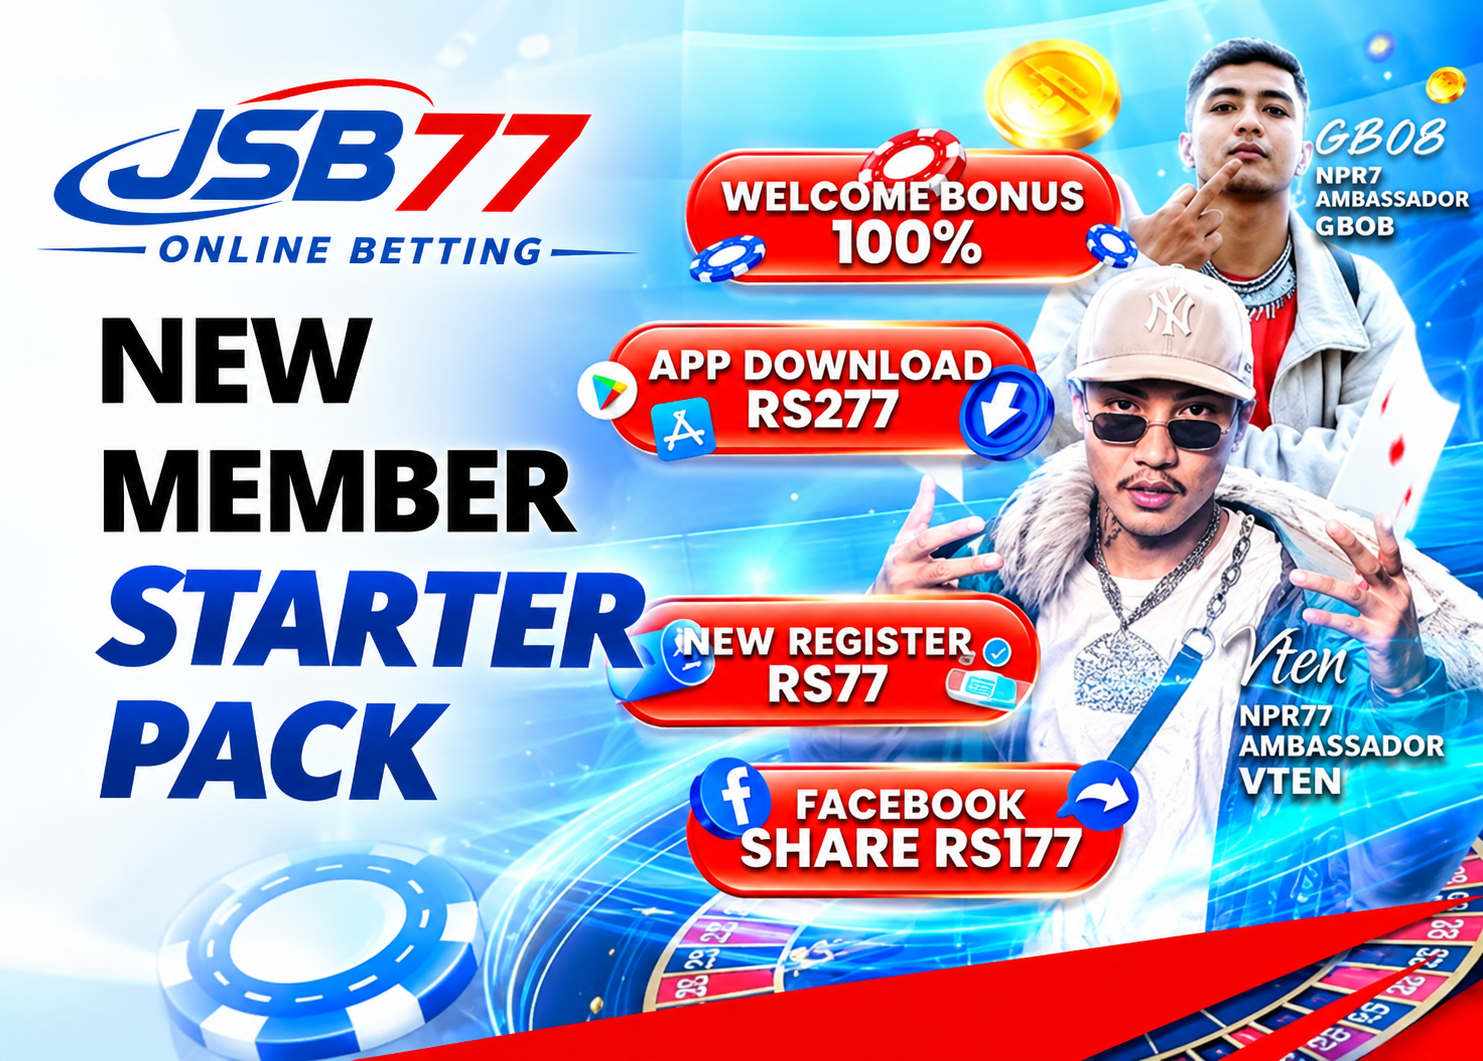 JSB77
ONLINE BETTING
NEW
MEMBER
STARTER
PACK
WELCOME BONUS
100%
APP DOWNLOAD
RS277
NEW REGISTER
RS77
FACEBOOK
SHARE RS177
GBO8
NPR7
AMBASSADOR
GBOB
Vten
NPR77
AMBASSADOR
VTEN
NY